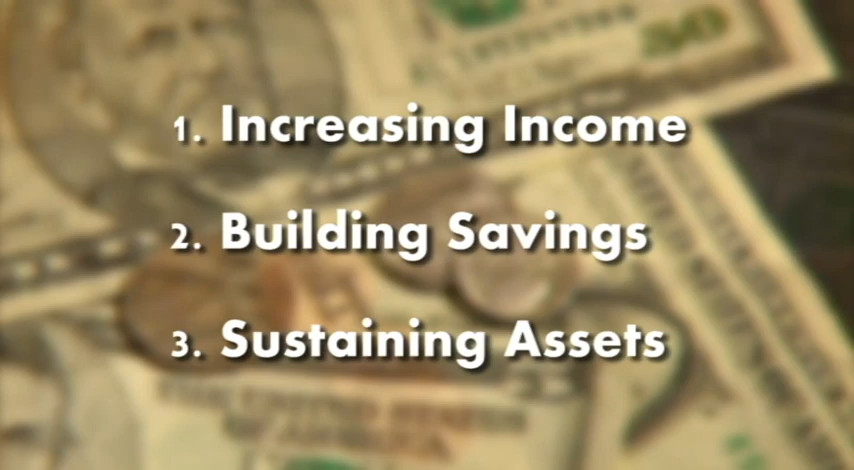 1. Increasing Income
2. Building Savings
3. Sustaining Assets